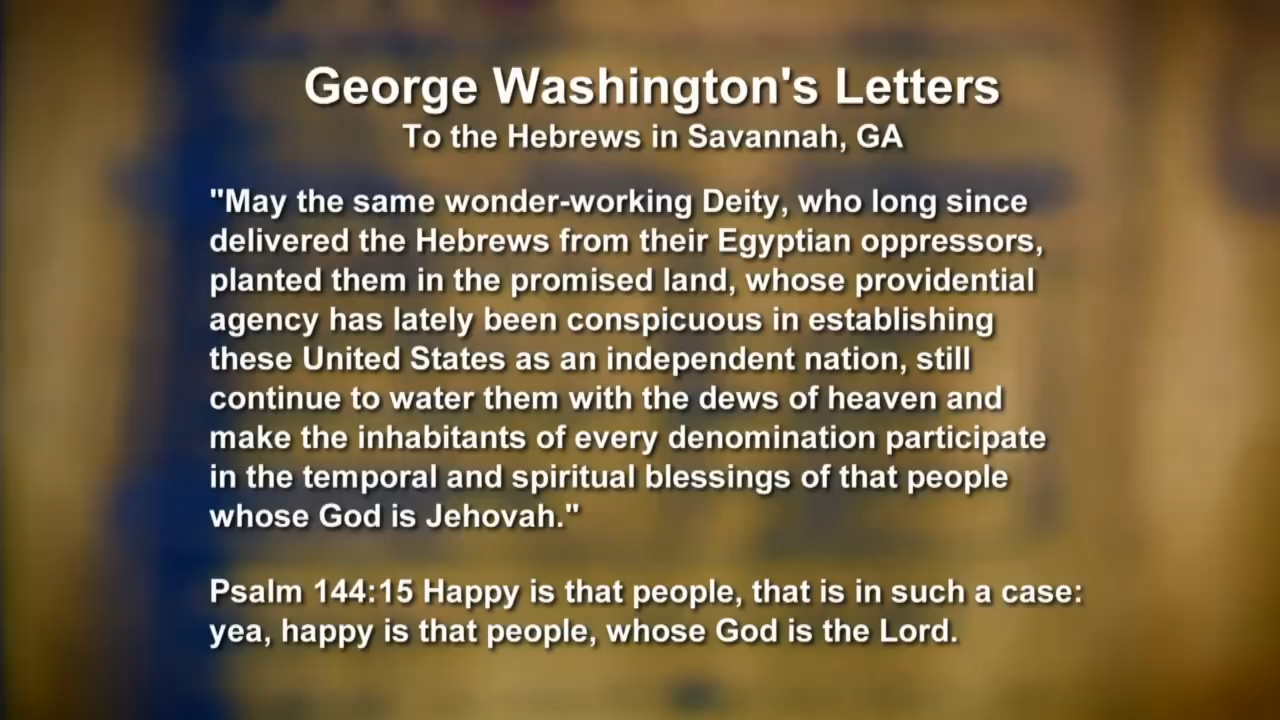 George Washington's Letters
To the Hebrews in Savannah, GA
"May the same wonder-working Deity, who long since
delivered the Hebrews from their Egyptian oppressors,
planted them in the promised land, whose providential
agency has lately been conspicuous in establishing
these United States as an independent nation, still
continue to water them with the dews of heaven and
make the inhabitants of every denomination participate
in the temporal and spiritual blessings of that people
whose God is Jehovah."
Psalm 144:15 Happy is that people, that is in such a case:
yea, happy is that people, whose God is the Lord.